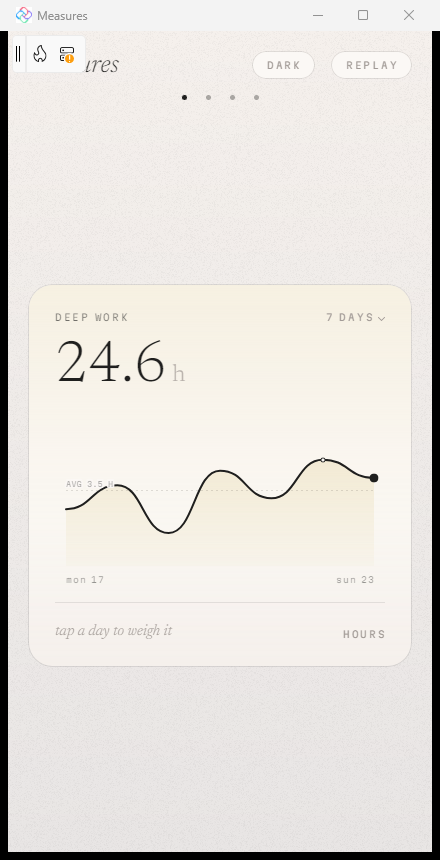 Measures
ures
DARK
REPLAY
DEEP WORK
7 DAYS
24.6 h
AVG 3.5 H
mon 17
sun 23
tap a day to weigh it
HOURS